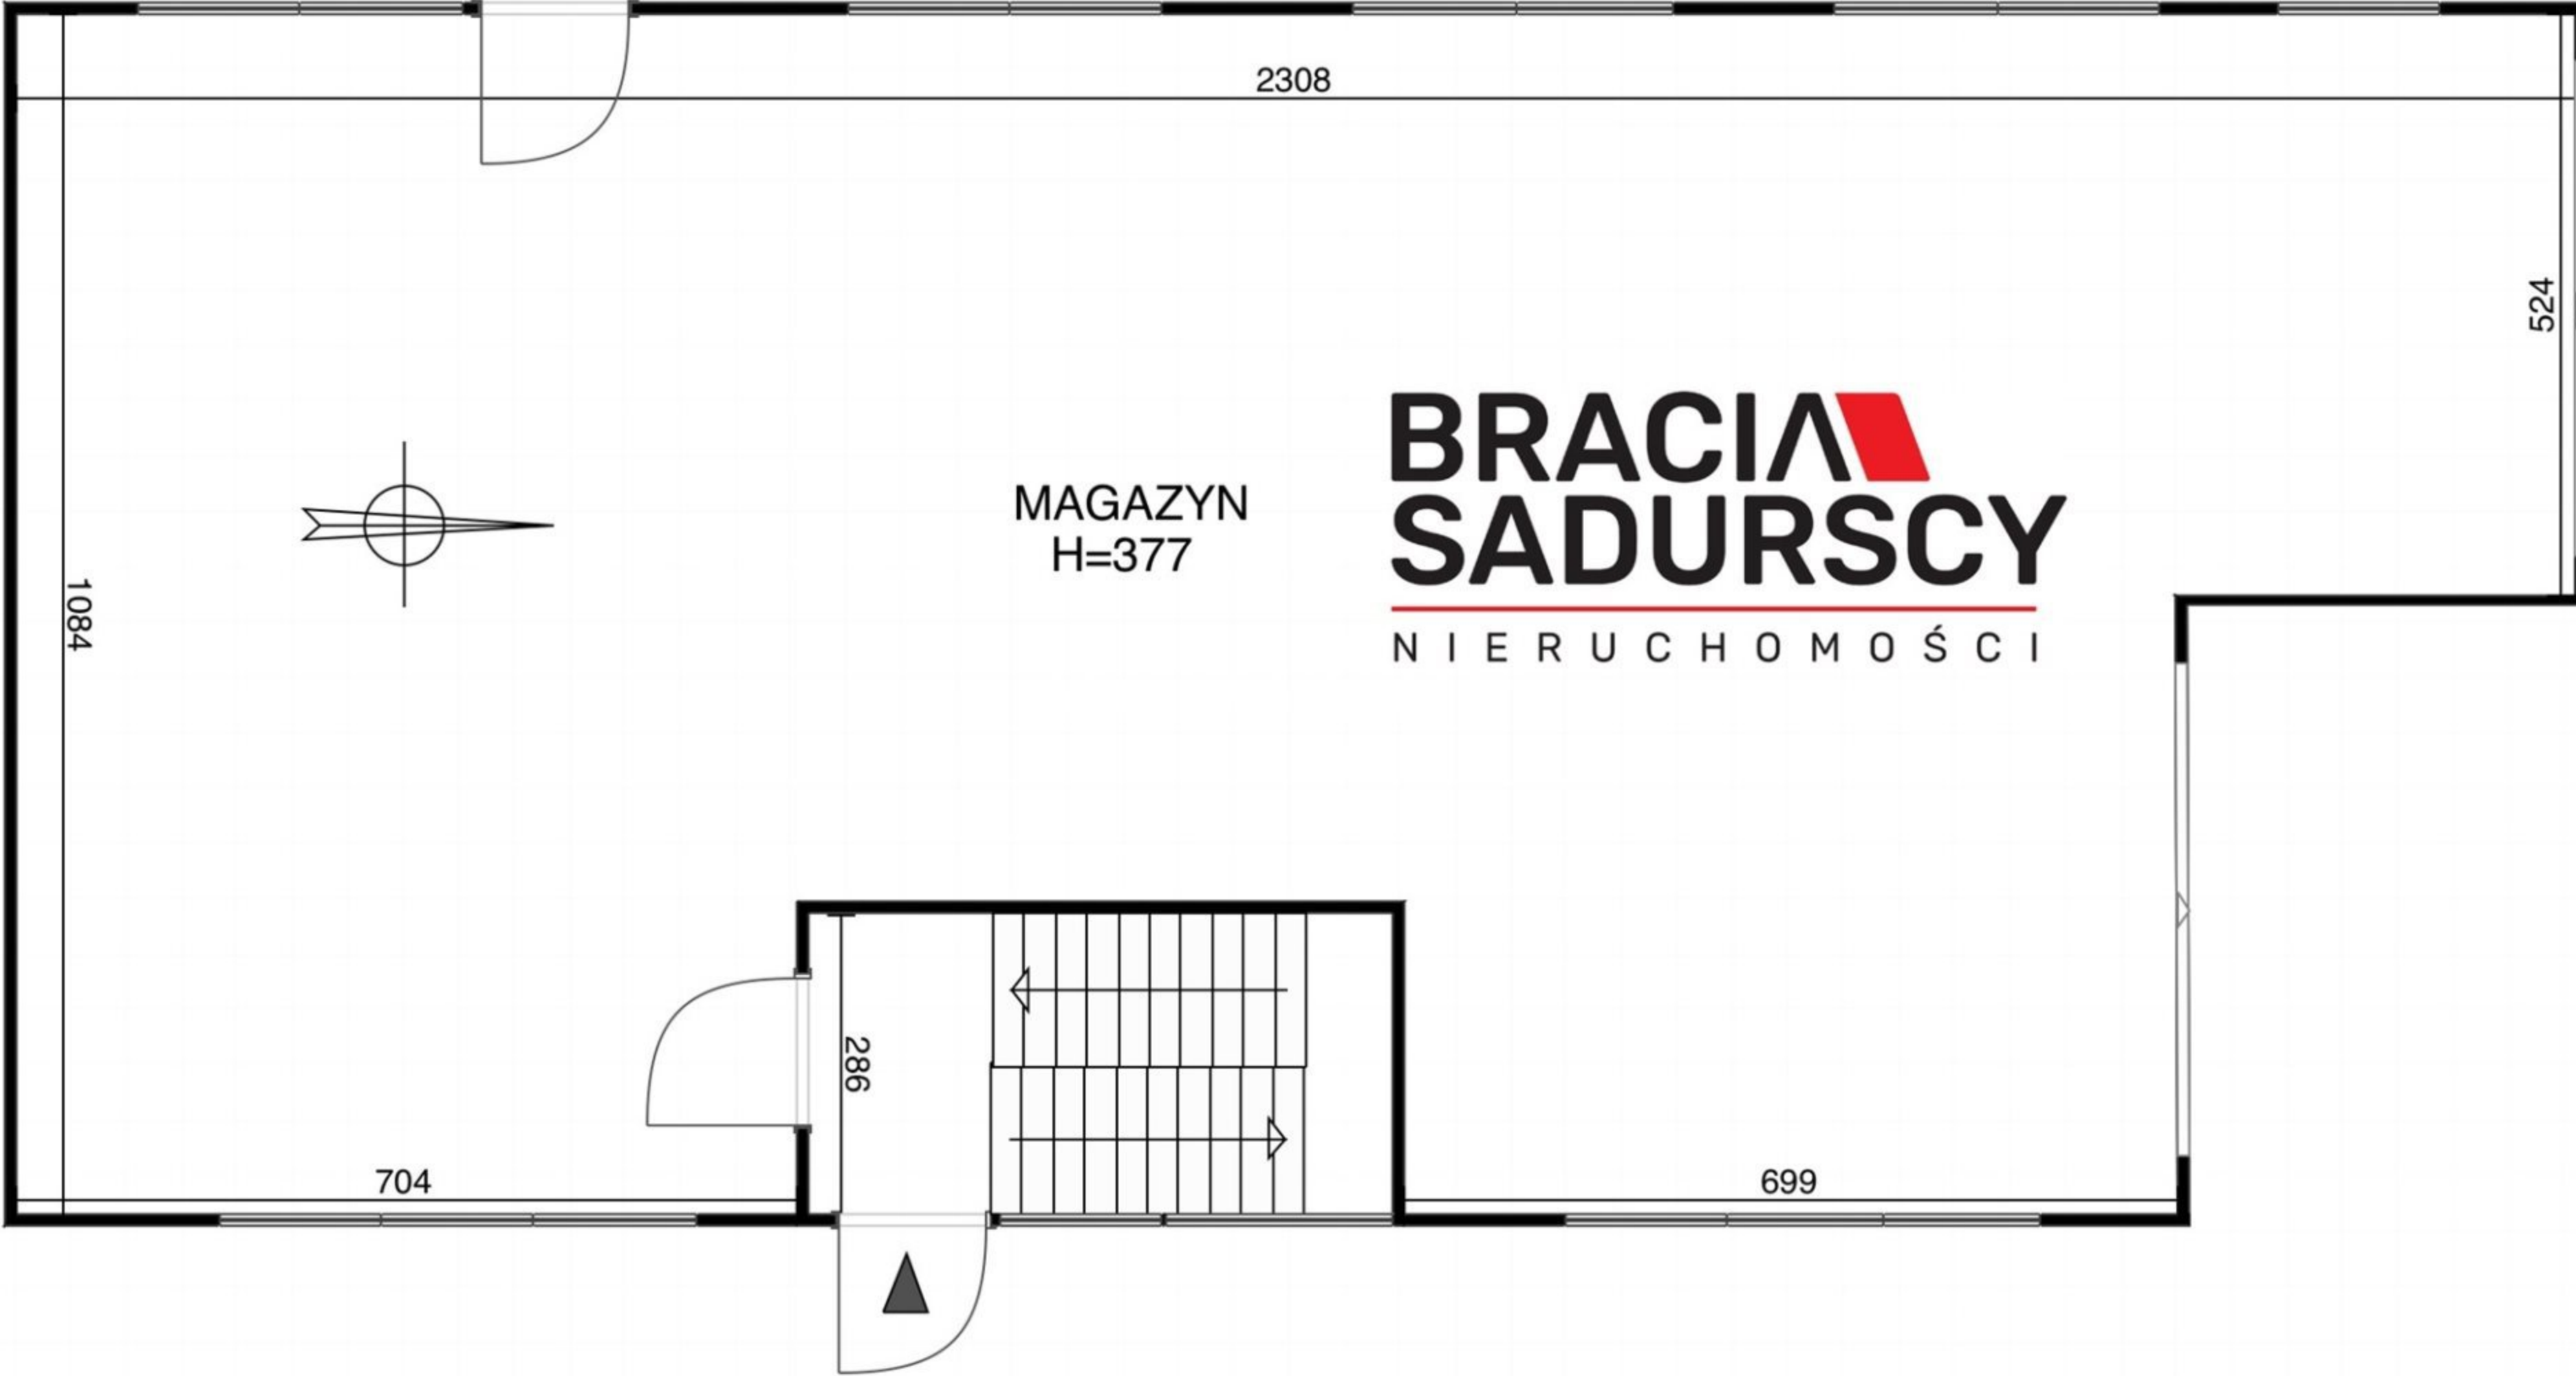 2308
524
BRACIA
SADURSCY
NIERUCHOMOŚCI
MAGAZYN
H=377
1084
286
704
699